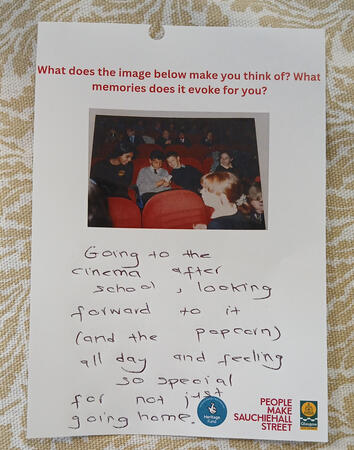 What does the image below make you think of? What
memories does it evoke for you?
Going to the
cinema after
school, looking
forward to it
(and the popcorn)
all day and feeling
so special
for not just
going home.
Heritage
Fund
PEOPLE
MAKE
SAUCHIEHALL
STREET
Glasgow